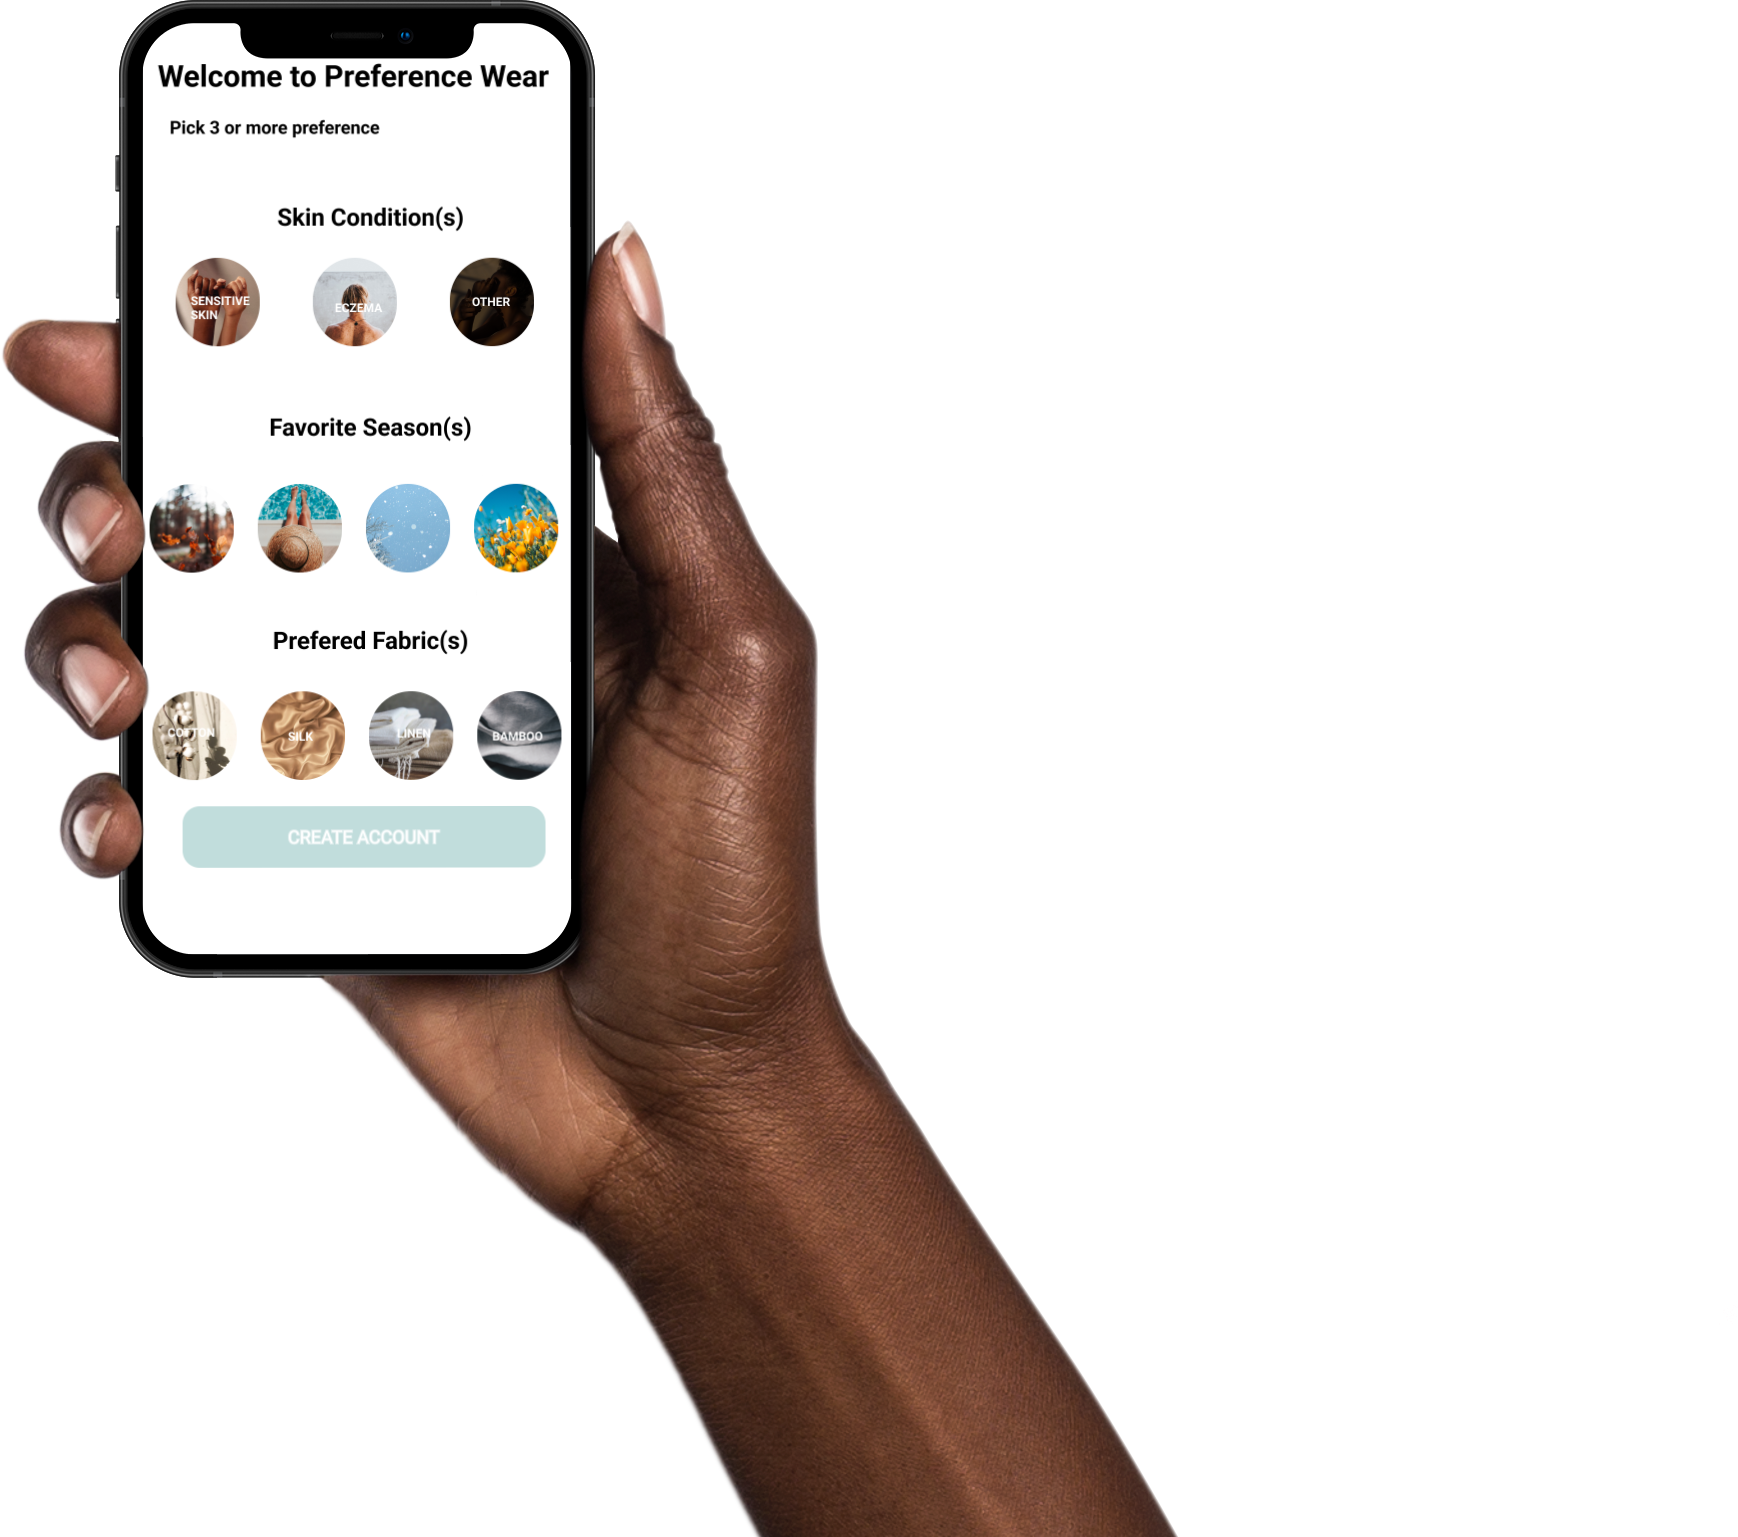 Welcome to Preference Wear
Pick 3 or more preference
Skin Condition(s)
SENSITIVE
SKIN
ECZEMA
OTHER
Favorite Season(s)
Prefered Fabric(s)
COTTON
SILK
LINEN
BAMBOO
CREATE ACCOUNT